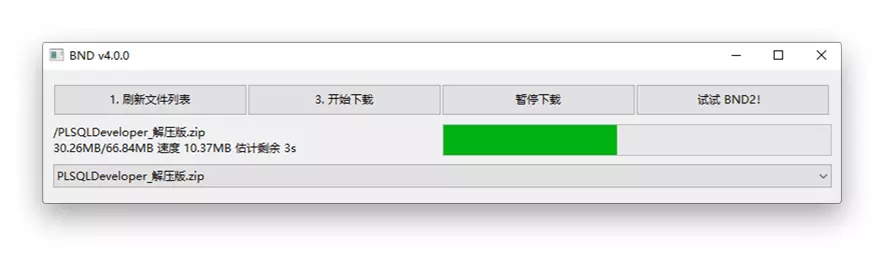 BND v4.0.0
1. 刷新文件列表
3. 开始下载
暂停下载
试试 BND2!
/PLSQLDeveloper_解压版.zip
30.26MB/66.84MB 速度 10.37MB 估计剩余 3s
PLSQLDeveloper_解压版.zip